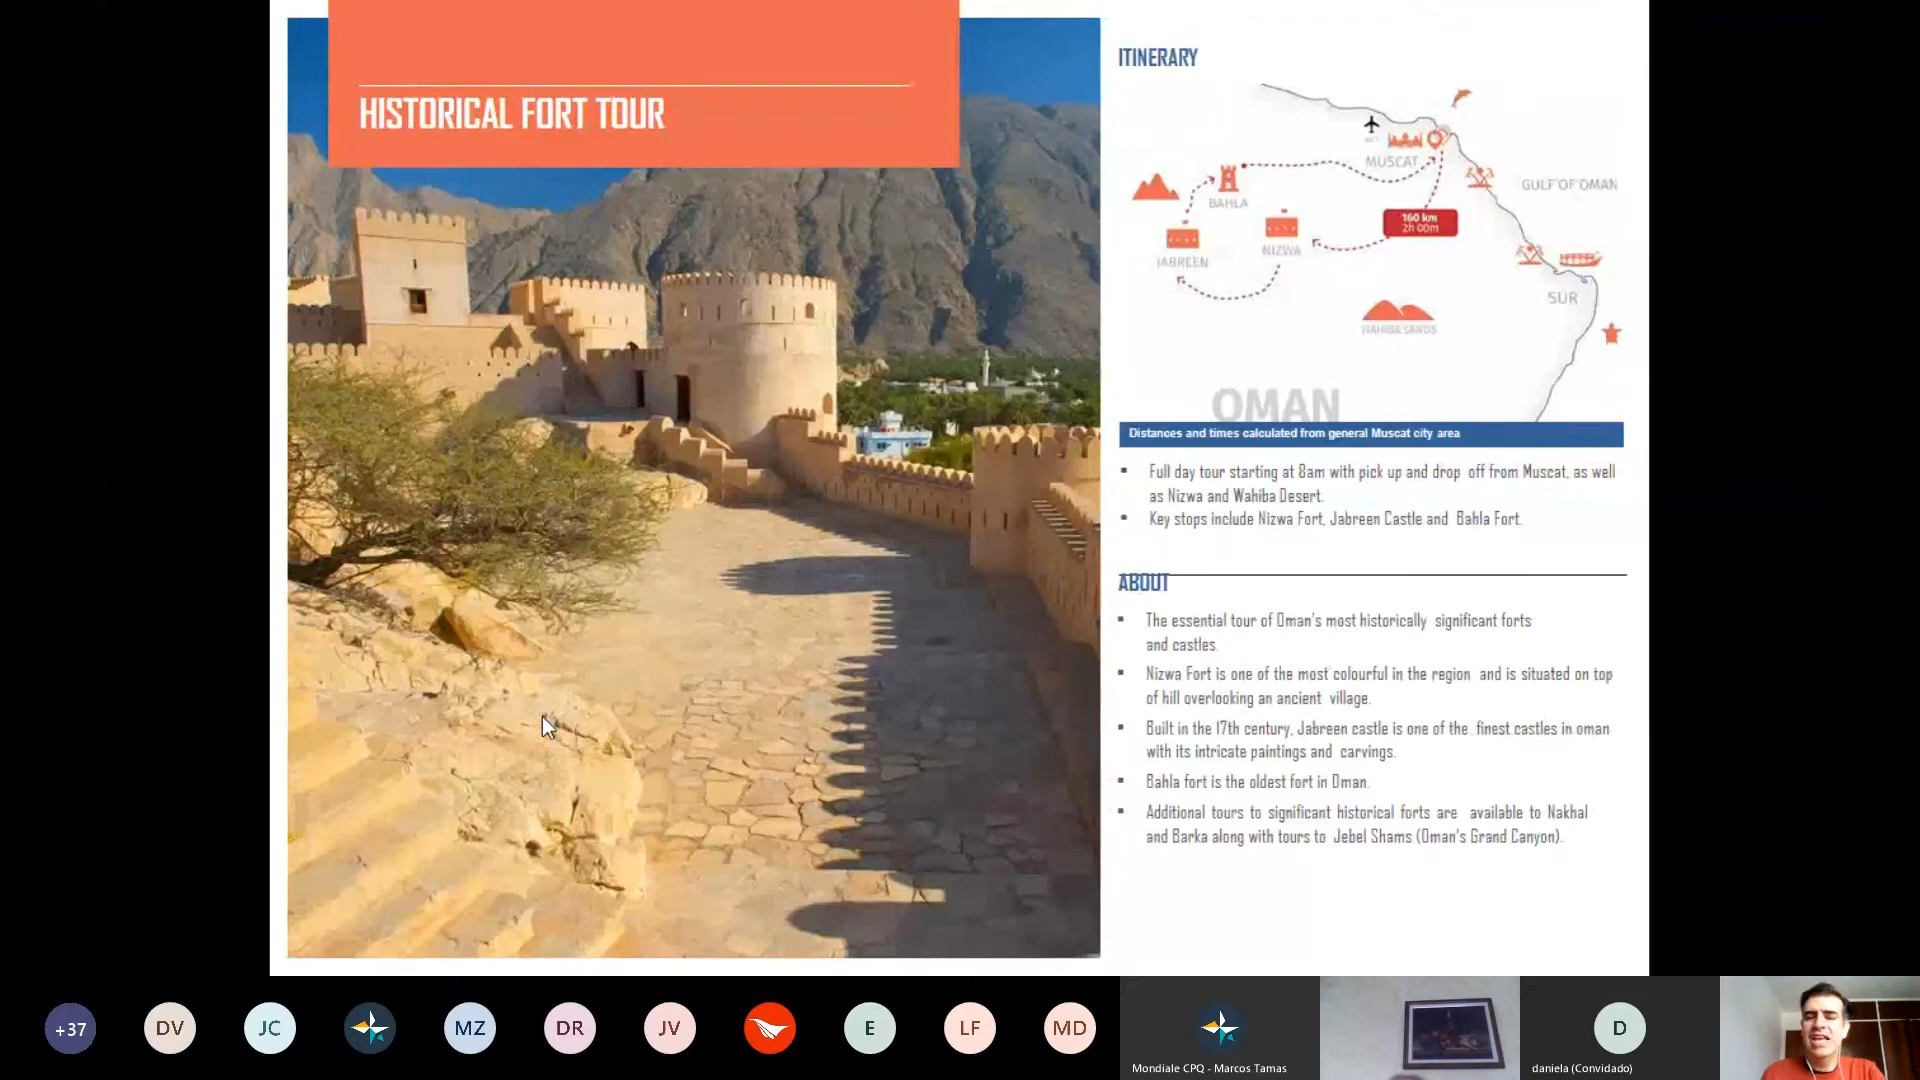 HISTORICAL FORT TOUR
ITINERARY
MUSCAT
GULF OF OMAN
BAHLA
160 km
2h 00m
NIZWA
JABREEN
SUR
WAHIBA SANDS
OMAN
Distances and times calculated from general Muscat city area
▪ Full day tour starting at 8am with pick up and drop off from Muscat, as well
as Nizwa and Wahiba Desert.
▪ Key stops include Nizwa Fort, Jabreen Castle and Bahla Fort.
ABOUT
▪ The essential tour of Oman's most historically significant forts
and castles.
▪ Nizwa Fort is one of the most colourful in the region and is situated on top
of hill overlooking an ancient village.
▪ Built in the 17th century, Jabreen castle is one of the finest castles in oman
with its intricate paintings and carvings.
▪ Bahla fort is the oldest fort in Oman.
▪ Additional tours to significant historical forts are available to Nakhal
and Barka along with tours to Jebel Shams (Oman's Grand Canyon).
+37
DV
JC
MZ
DR
JV
E
LF
MD
D
Mondiale CPQ - Marcos Tamas
daniela (Convidado)